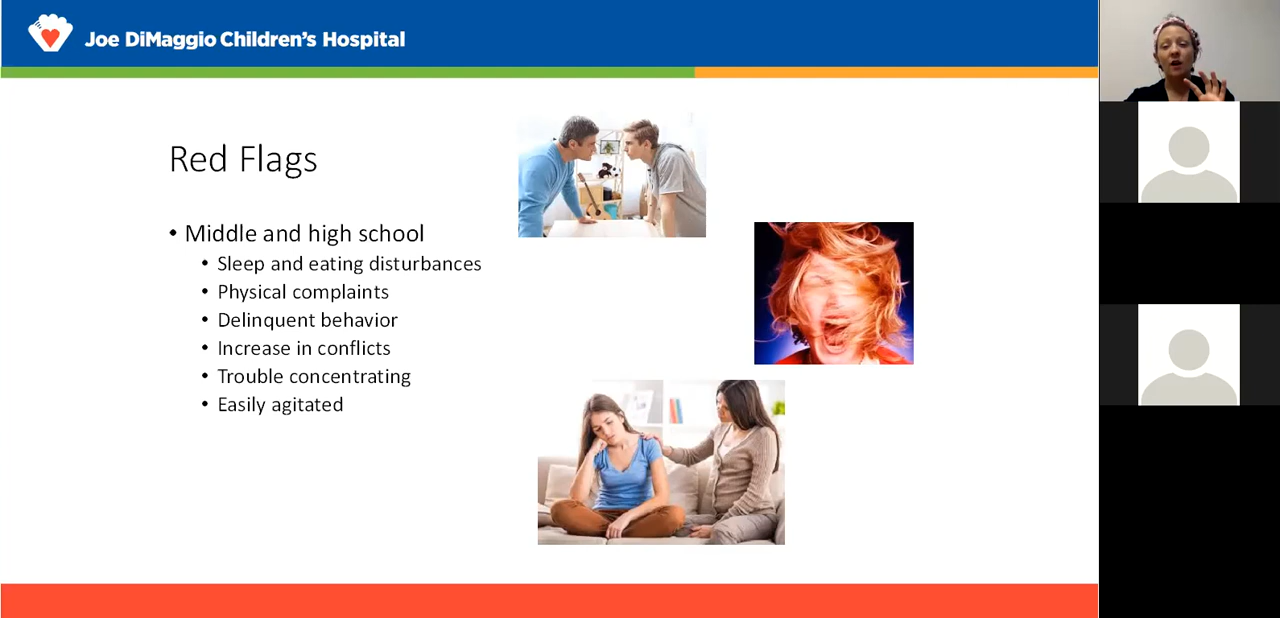 Joe DiMaggio Children's Hospital
Red Flags
• Middle and high school
• Sleep and eating disturbances
• Physical complaints
• Delinquent behavior
• Increase in conflicts
• Trouble concentrating
• Easily agitated